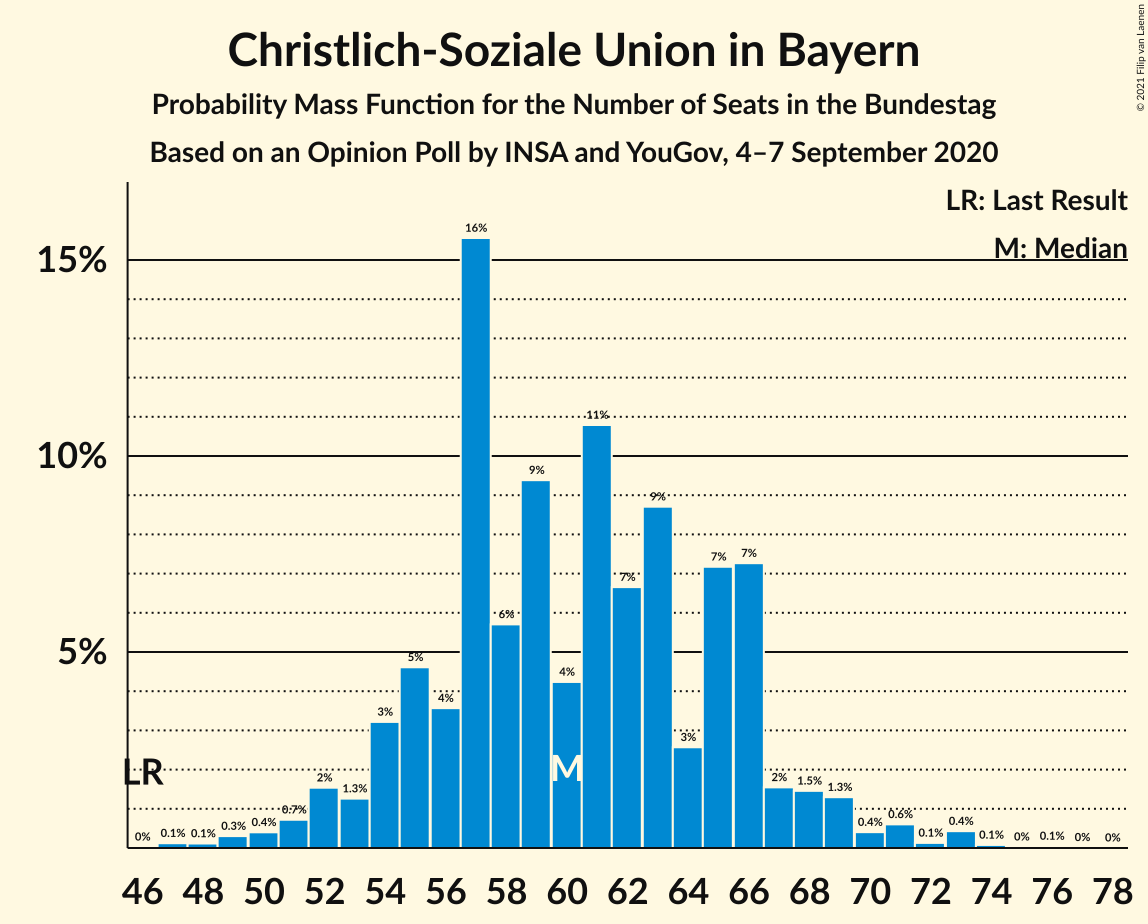 Christlich-Soziale Union in Bayern
Probability Mass Function for the Number of Seats in the Bundestag
Based on an Opinion Poll by INSA and YouGov, 4–7 September 2020
© 2021 Filip van Laenen
LR: Last Result
M: Median
15%
10%
5%
LR
M
0% 0.1% 0.1% 0.3% 0.4% 0.7% 2% 1.3% 3% 5% 4% 16% 6% 9% 4% 11% 7% 9% 3% 7% 7% 2% 1.5% 1.3% 0.4% 0.6% 0.1% 0.4% 0.1% 0% 0.1% 0% 0%
46 48 50 52 54 56 58 60 62 64 66 68 70 72 74 76 78